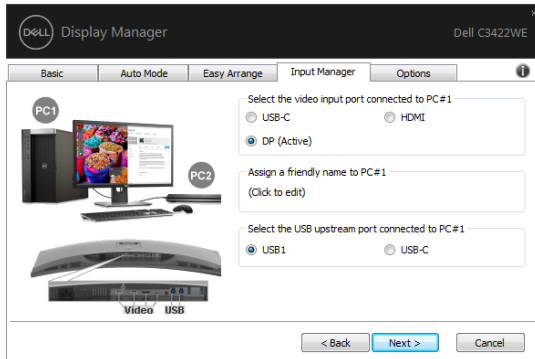 DELL Display Manager
Dell C3422WE
Basic Auto Mode Easy Arrange Input Manager Options
PC1
PC2
Video USB
Select the video input port connected to PC#1
USB-C HDMI
DP (Active)
Assign a friendly name to PC#1
(Click to edit)
Select the USB upstream port connected to PC#1
USB1 USB-C
< Back Next > Cancel